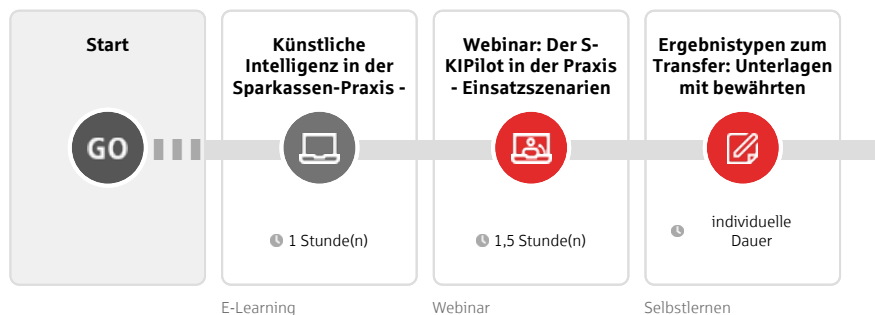 Start
GO
Künstliche
Intelligenz in der
Sparkassen-Praxis -
1 Stunde(n)
E-Learning
Webinar: Der S-
KIPilot in der Praxis
- Einsatzszenarien
1,5 Stunde(n)
Webinar
Ergebnistypen zum
Transfer: Unterlagen
mit bewährten
individuelle
Dauer
Selbstlernen